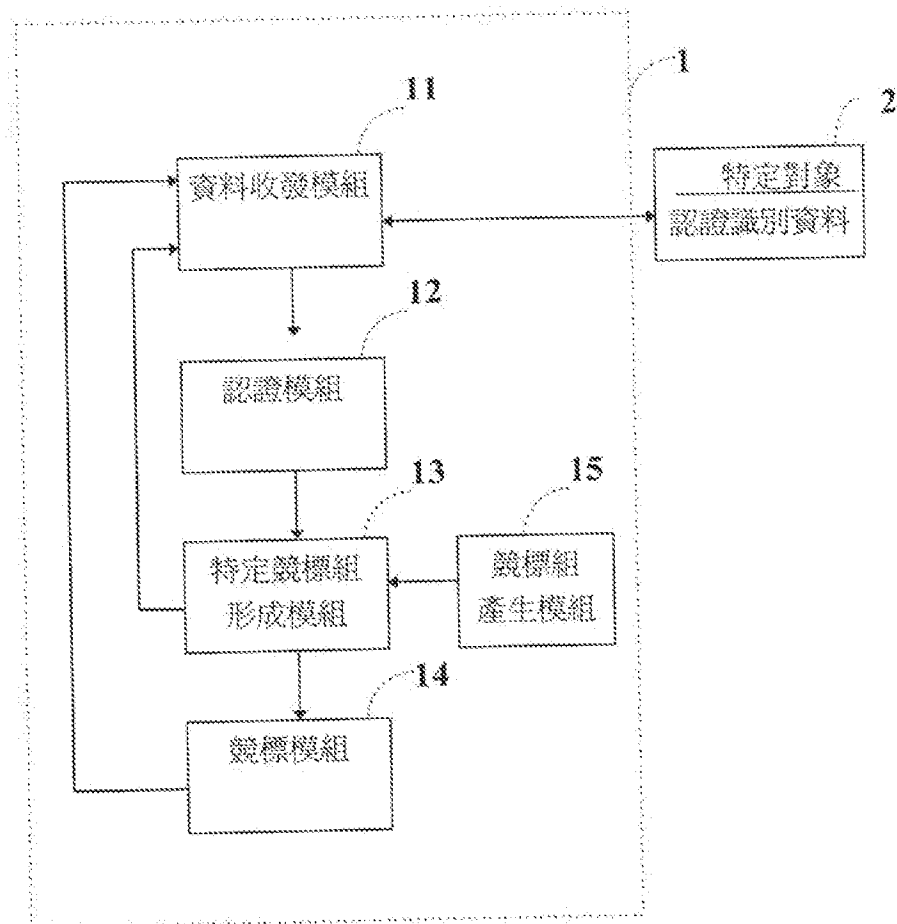 1
11
2
資料收發模組
特定對象
認證識別資料
12
認證模組
13
15
特定競標組
形成模組
競標組
產生模組
14
競標模組